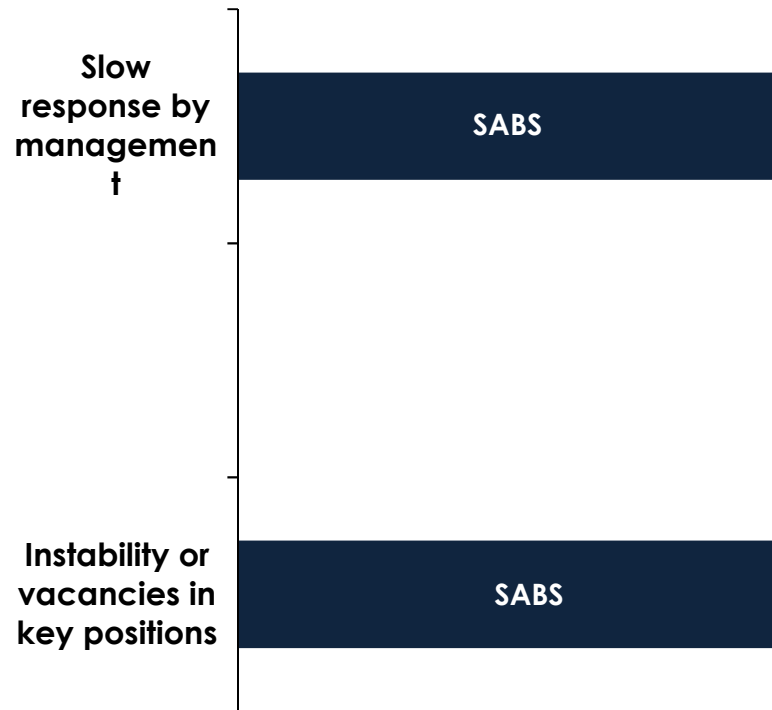 Slow
response by
managemen
t
SABS
Instability or
vacancies in
key positions
SABS